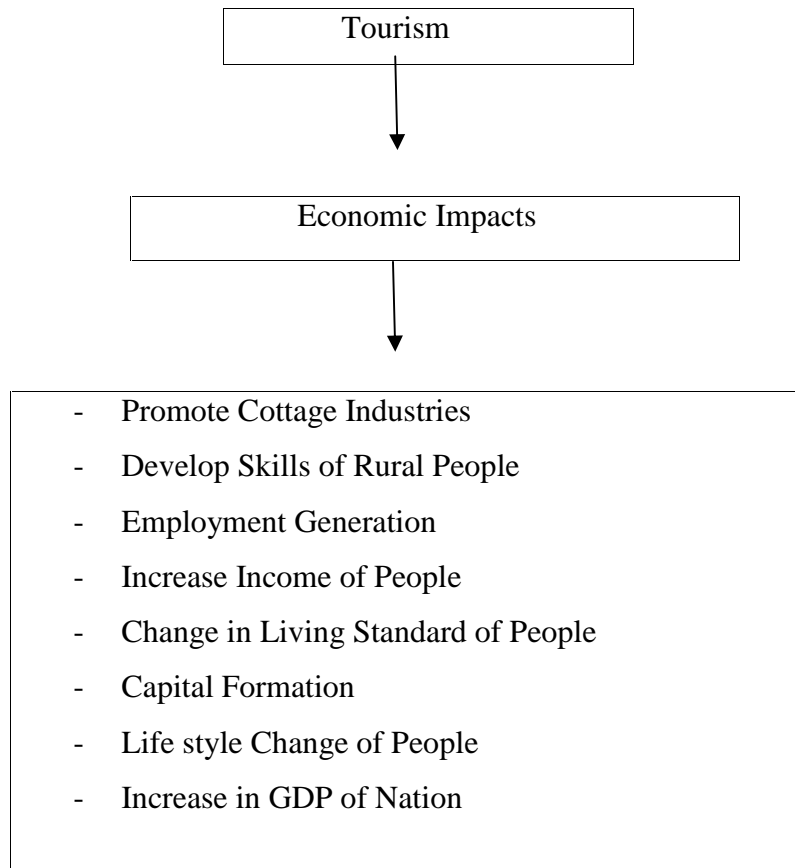 Tourism
Economic Impacts
- Promote Cottage Industries
- Develop Skills of Rural People
- Employment Generation
- Increase Income of People
- Change in Living Standard of People
- Capital Formation
- Life style Change of People
- Increase in GDP of Nation